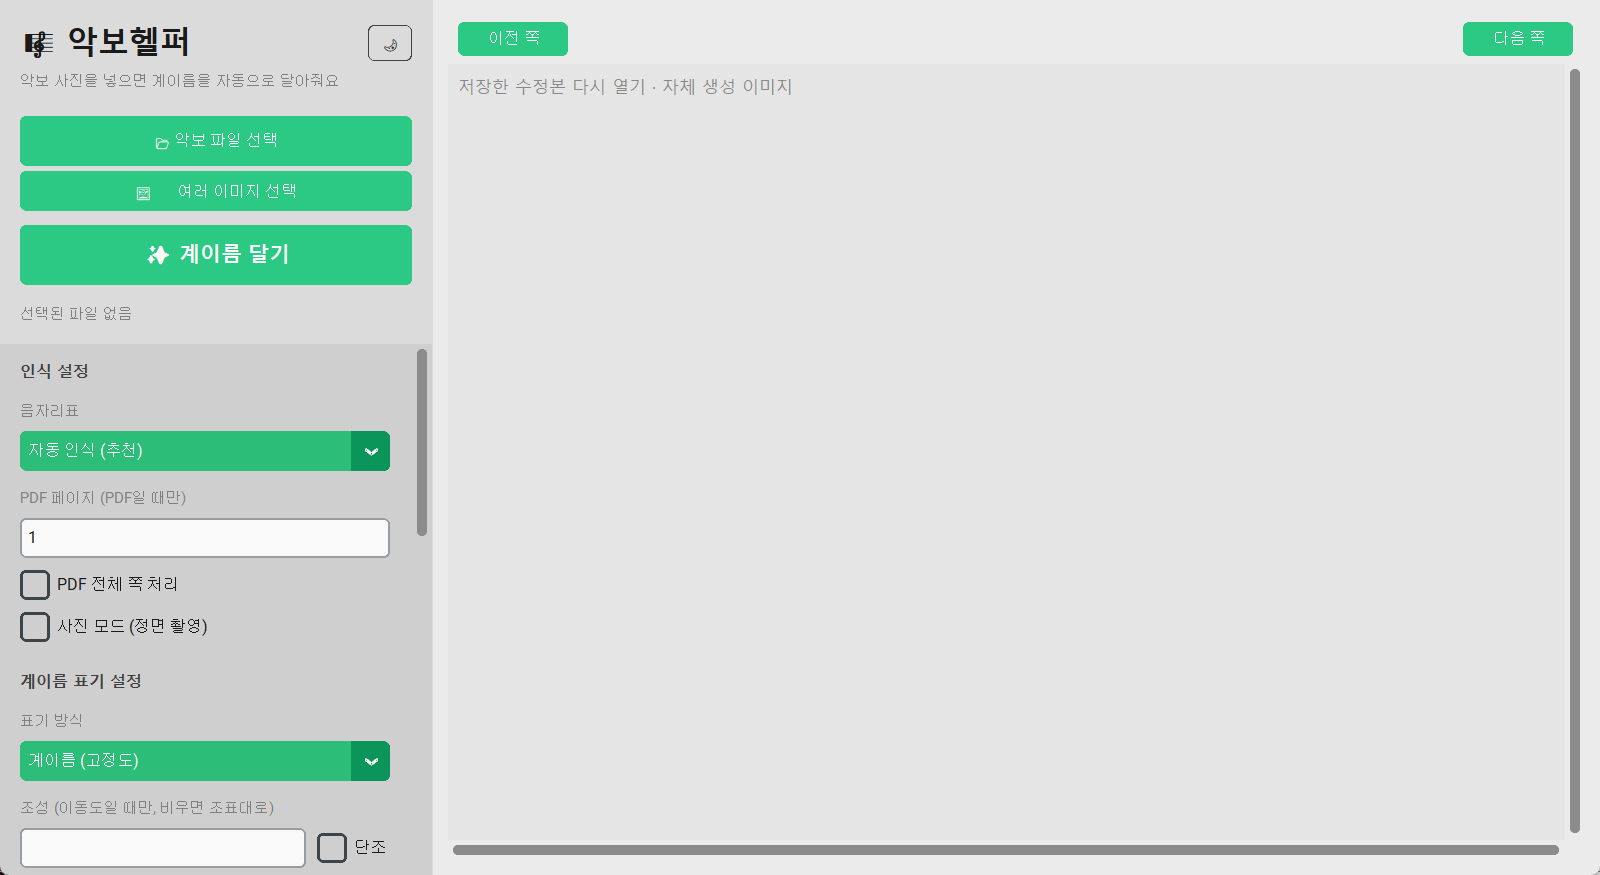 악보헬퍼
악보 사진을 넣으면 계이름을 자동으로 달아줘요
악보 파일 선택
여러 이미지 선택
계이름 달기
선택된 파일 없음
인식 설정
음자리표
자동 인식 (추천)
PDF 페이지 (PDF일 때만)
1
PDF 전체 쪽 처리
사진 모드 (정면 촬영)
계이름 표기 설정
표기 방식
계이름 (고정도)
조성 (이동도일 때만, 비우면 조표대로)
단조
이전 쪽
다음 쪽
저장한 수정본 다시 열기 · 자체 생성 이미지